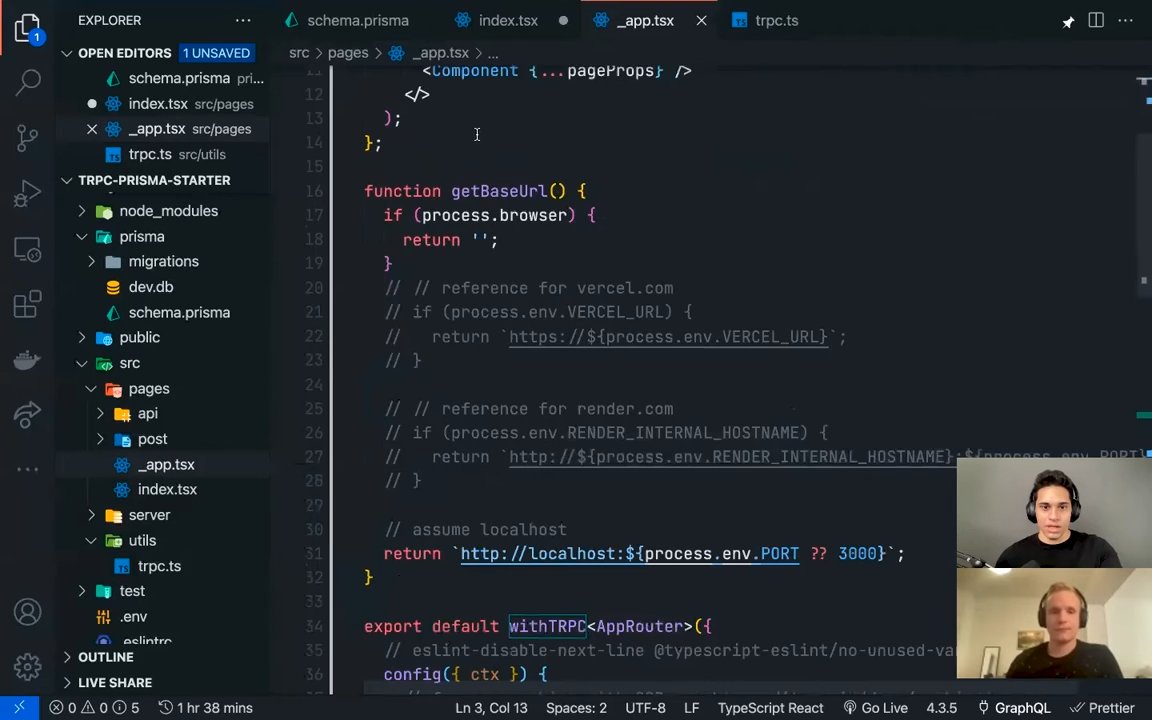 EXPLORER
OPEN EDITORS 1 UNSAVED
schema.prisma pri...
index.tsx src/pages
_app.tsx src/pages
trpc.ts src/utils
TRPC-PRISMA-STARTER
node_modules
prisma
migrations
dev.db
schema.prisma
public
src
pages
api
post
_app.tsx
index.tsx
server
utils
trpc.ts
test
.env
.eslintrc
OUTLINE
LIVE SHARE
1
schema.prisma index.tsx _app.tsx trpc.ts
src > pages > _app.tsx > ...
11 <Component {...pageProps} />
12 </>
13 );
14 };
15
16 function getBaseUrl() {
17 if (process.browser) {
18 return '';
19 }
20 // // reference for vercel.com
21 // if (process.env.VERCEL_URL) {
22 // return `https://${process.env.VERCEL_URL}`;
23 // }
24
25 // // reference for render.com
26 // if (process.env.RENDER_INTERNAL_HOSTNAME) {
27 // return `http://${process.env.RENDER_INTERNAL_HOSTNAME}:${process.env.PORT}
28 // }
29
30 // assume localhost
31 return `http://localhost:${process.env.PORT ?? 3000}`;
32 }
33
34 export default withTRPC<AppRouter>({
35 // eslint-disable-next-line @typescript-eslint/no-unused-va
36 config({ ctx }) {
0 0 5 1 hr 38 mins Ln 3, Col 13 Spaces: 2 UTF-8 LF TypeScript React Go Live 4.3.5 GraphQL Prettier